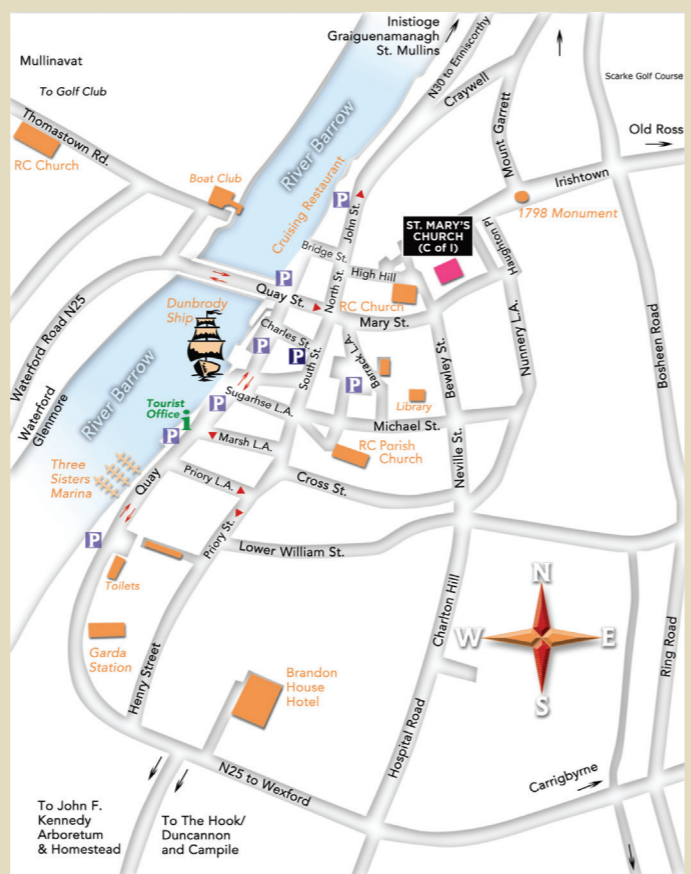 Inistioge
Graiguenamanagh
St. Mullins
Mullinavat
To Golf Club
N30 to Enniscorthy
Craywell
Scarke Golf Course
Thomastown Rd.
RC Church
River Barrow
Mount Garrett
Old Ross
Irishtown
Boat Club
Cruising Restaurant
P
John St.
1798 Monument
ST. MARY'S
CHURCH
(C of I)
Haughton Pl
Bridge St.
High Hill
North St.
RC Church
P
Quay St.
Mary St.
Dunbrody
Ship
Charles St.
P
P
South St.
Barrack L.A.
P
Bewley St.
Nunnery L.A.
Bosheen Road
Waterford Road N25
Waterford
Glenmore
River Barrow
Sugarhse L.A.
Library
Tourist
Office
i
P
P
Michael St.
Marsh L.A.
RC Parish
Church
Neville St.
Three
Sisters
Marina
Quay
Priory L.A.
Cross St.
P
Priory St.
Lower William St.
Toilets
Charlton Hill
N
W
E
S
Ring Road
Garda
Station
Henry Street
Brandon
House
Hotel
Hospital Road
N25 to Wexford
Carrigbyrne
To John F.
Kennedy
Arboretum
& Homestead
To The Hook/
Duncannon
and Campile